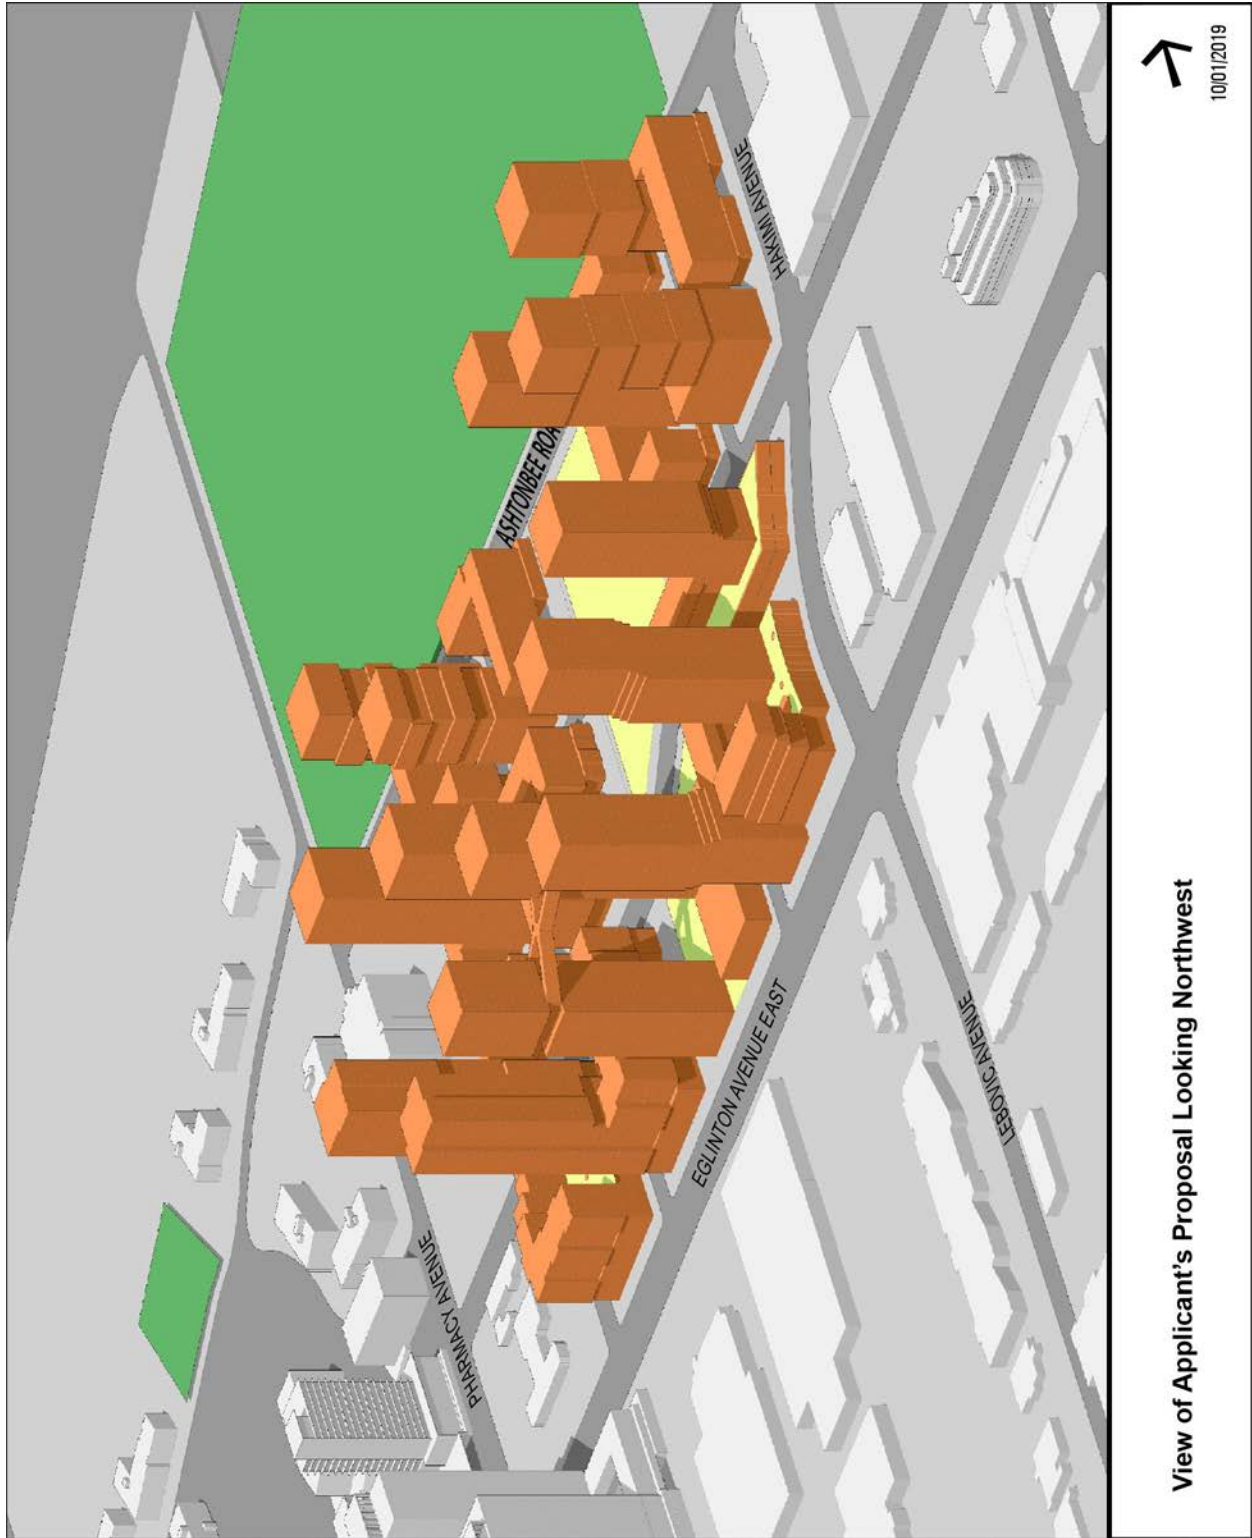 PHARMACY AVENUE
ASHTONBEE ROA
HAKIMI AVENUE
EGLINTON AVENUE EAST
LEBOVIC AVENUE
View of Applicant's Proposal Looking Northwest
10/01/2019